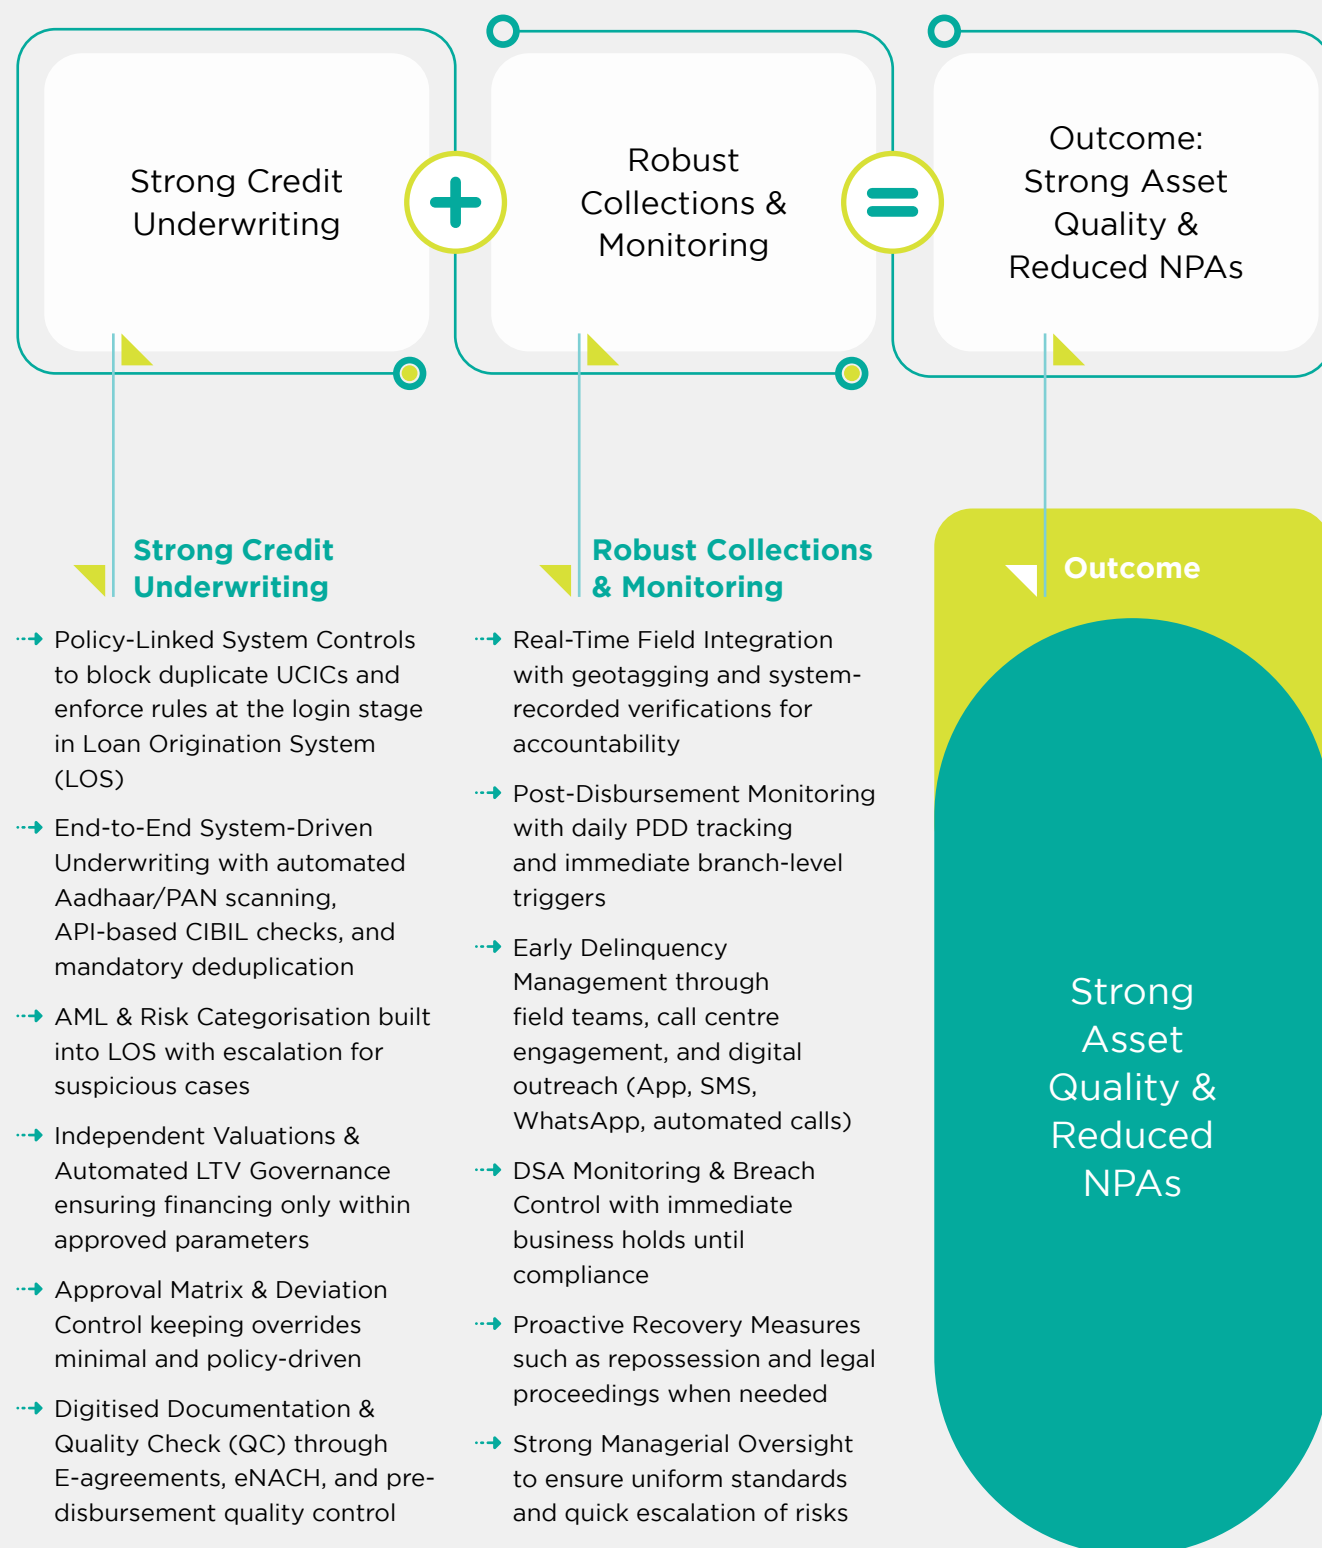 Strong Credit
Underwriting
+
Robust
Collections &
Monitoring
=
Outcome:
Strong Asset
Quality &
Reduced NPAs
Strong Credit
Underwriting
Policy-Linked System Controls
to block duplicate UCICs and
enforce rules at the login stage
in Loan Origination System
(LOS)
End-to-End System-Driven
Underwriting with automated
Aadhaar/PAN scanning,
API-based CIBIL checks, and
mandatory deduplication
AML & Risk Categorisation built
into LOS with escalation for
suspicious cases
Independent Valuations &
Automated LTV Governance
ensuring financing only within
approved parameters
Approval Matrix & Deviation
Control keeping overrides
minimal and policy-driven
Digitised Documentation &
Quality Check (QC) through
E-agreements, eNACH, and pre-
disbursement quality control
Robust Collections
& Monitoring
Real-Time Field Integration
with geotagging and system-
recorded verifications for
accountability
Post-Disbursement Monitoring
with daily PDD tracking
and immediate branch-level
triggers
Early Delinquency
Management through
field teams, call centre
engagement, and digital
outreach (App, SMS,
WhatsApp, automated calls)
DSA Monitoring & Breach
Control with immediate
business holds until
compliance
Proactive Recovery Measures
such as repossession and legal
proceedings when needed
Strong Managerial Oversight
to ensure uniform standards
and quick escalation of risks
Outcome
Strong
Asset
Quality &
Reduced
NPAs